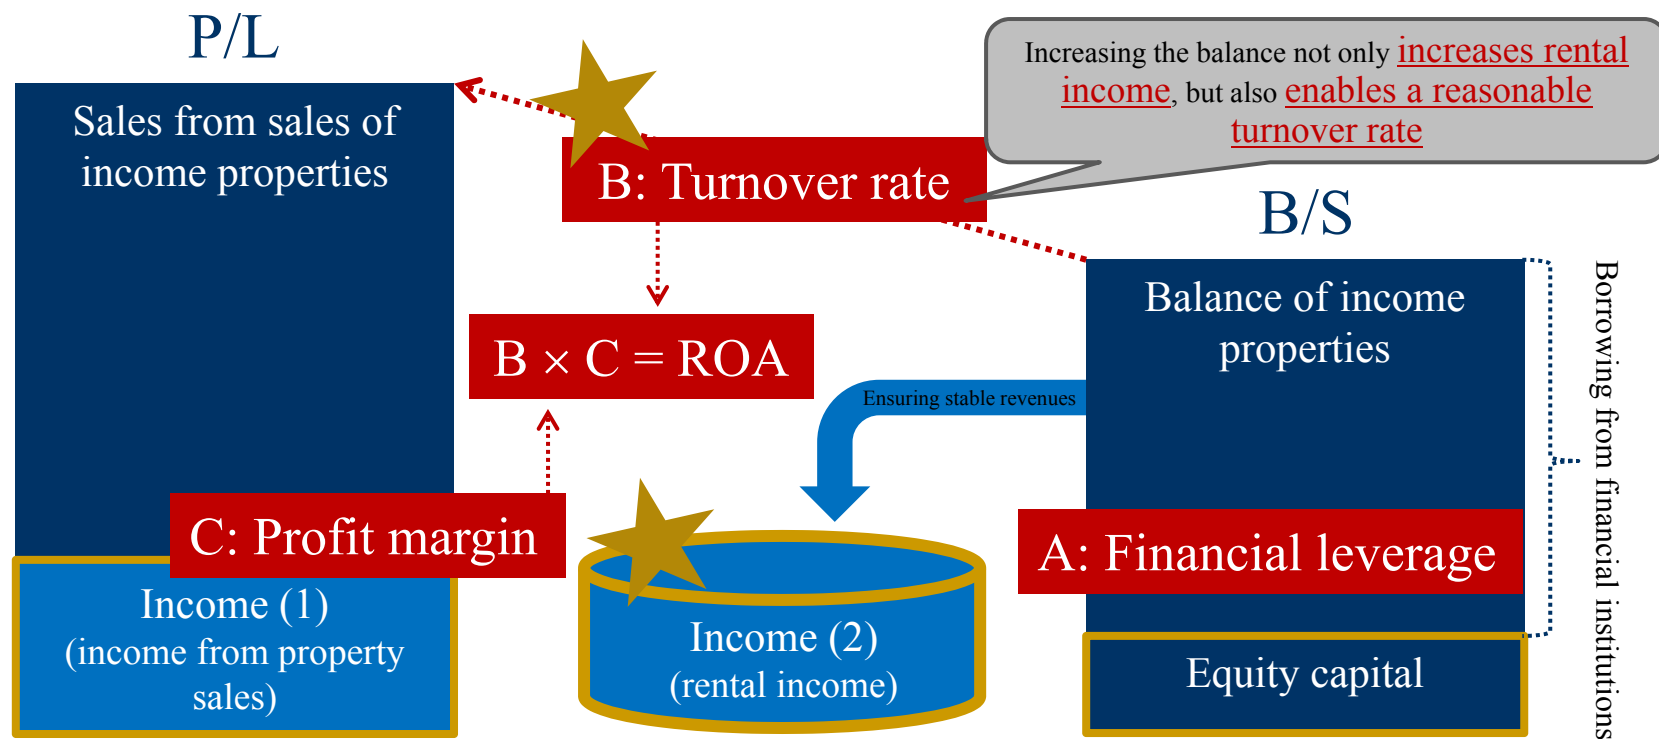 P/L
Sales from sales of
income properties
Increasing the balance not only increases rental
income, but also enables a reasonable
turnover rate
B: Turnover rate
B/S
Balance of income
properties
B × C = ROA
Ensuring stable revenues
C: Profit margin
A: Financial leverage
Income (1)
(income from property
sales)
Income (2)
(rental income)
Equity capital
Borrowing from financial institutions